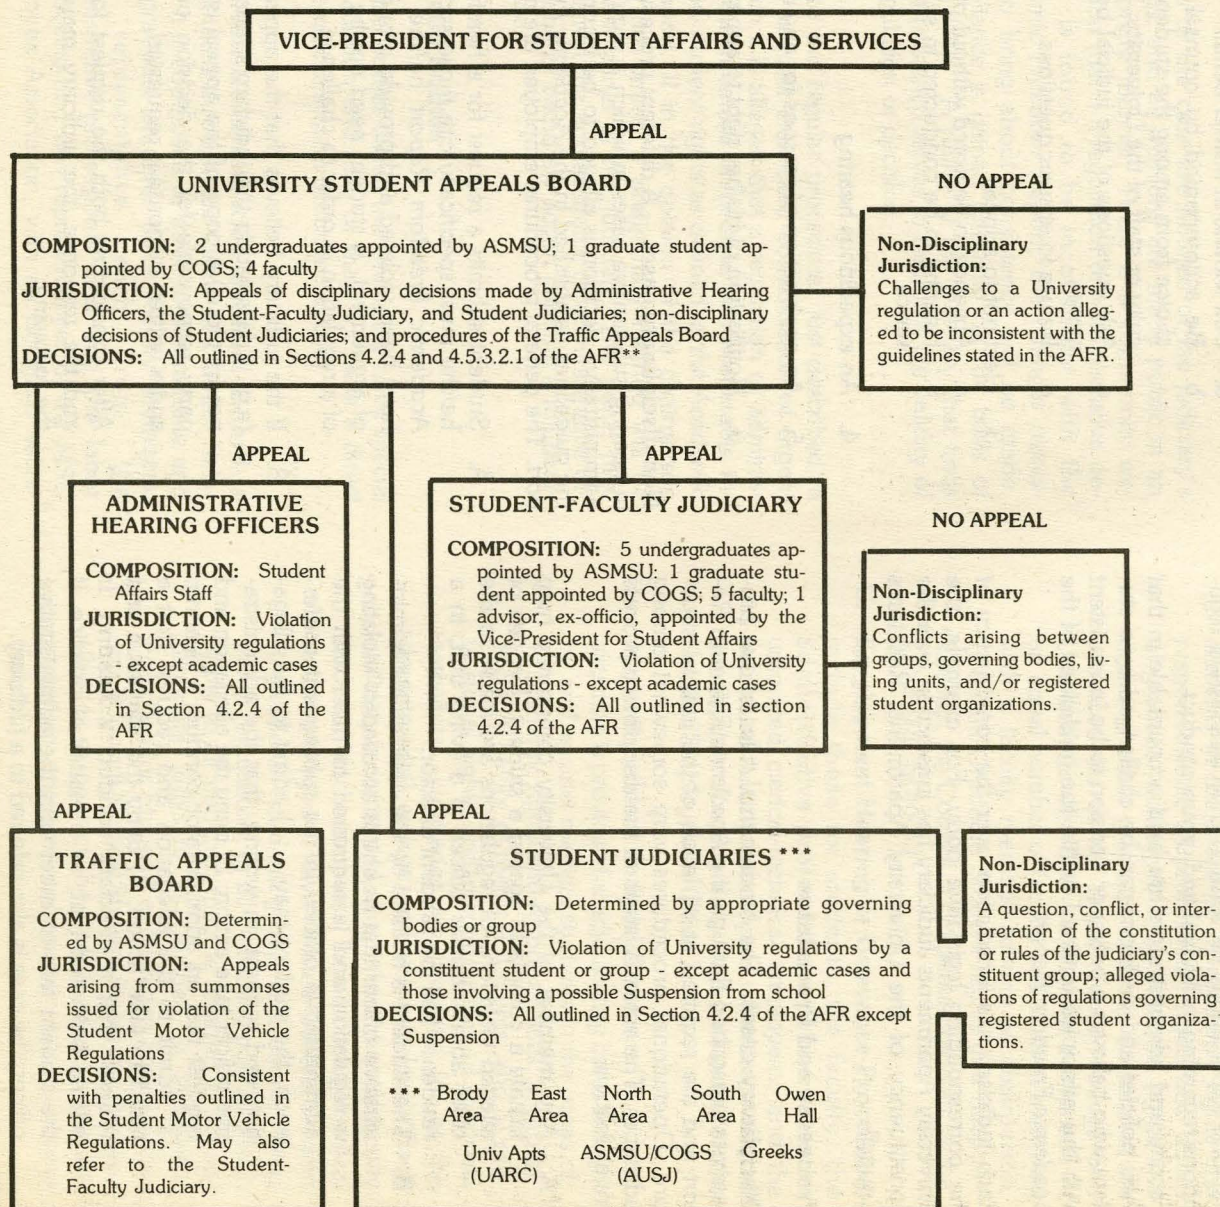 VICE-PRESIDENT FOR STUDENT AFFAIRS AND SERVICES
APPEAL
UNIVERSITY STUDENT APPEALS BOARD
COMPOSITION: 2 undergraduates appointed by ASMSU; 1 graduate student ap-
pointed by COGS; 4 faculty
JURISDICTION: Appeals of disciplinary decisions made by Administrative Hearing
Officers, the Student-Faculty Judiciary, and Student Judiciaries; non-disciplinary
decisions of Student Judiciaries; and procedures of the Traffic Appeals Board
DECISIONS: All outlined in Sections 4.2.4 and 4.5.3.2.1 of the AFR**
NO APPEAL
Non-Disciplinary
Jurisdiction:
Challenges to a University
regulation or an action alleg-
ed to be inconsistent with the
guidelines stated in the AFR.
APPEAL
ADMINISTRATIVE
HEARING OFFICERS
COMPOSITION: Student
Affairs Staff
JURISDICTION: Violation
of University regulations
- except academic cases
DECISIONS: All outlined
in Section 4.2.4 of the
AFR
APPEAL
STUDENT-FACULTY JUDICIARY
COMPOSITION: 5 undergraduates ap-
pointed by ASMSU: 1 graduate stu-
dent appointed by COGS; 5 faculty; 1
advisor, ex-officio, appointed by the
Vice-President for Student Affairs
JURISDICTION: Violation of University
regulations - except academic cases
DECISIONS: All outlined in section
4.2.4 of the AFR
NO APPEAL
Non-Disciplinary
Jurisdiction:
Conflicts arising between
groups, governing bodies, liv-
ing units, and/or registered
student organizations.
APPEAL
TRAFFIC APPEALS
BOARD
COMPOSITION: Determin-
ed by ASMSU and COGS
JURISDICTION: Appeals
arising from summonses
issued for violation of the
Student Motor Vehicle
Regulations
DECISIONS: Consistent
with penalties outlined in
the Student Motor Vehicle
Regulations. May also
refer to the Student-
Faculty Judiciary.
APPEAL
STUDENT JUDICIARIES ***
COMPOSITION: Determined by appropriate governing
bodies or group
JURISDICTION: Violation of University regulations by a
constituent student or group - except academic cases and
those involving a possible Suspension from school
DECISIONS: All outlined in Section 4.2.4 of the AFR except
Suspension
*** Brody East North South Owen
Area Area Area Area Hall
Univ Apts ASMSU/COGS Greeks
(UARC) (AUSJ)
Non-Disciplinary
Jurisdiction:
A question, conflict, or inter-
pretation of the constitution
or rules of the judiciary's con-
stituent group; alleged viola-
tions of regulations governing
registered student organiza-
tions.